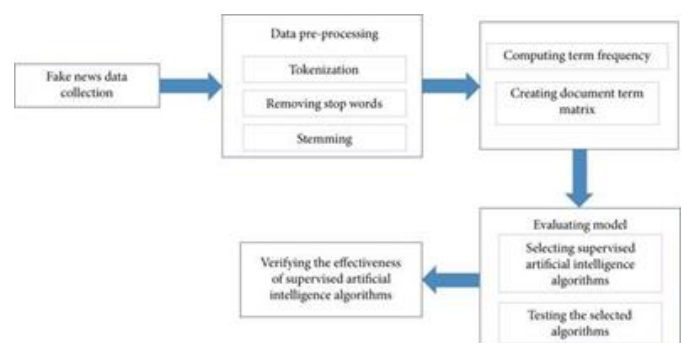 Fake news data
collection
Data pre-processing
Tokenization
Removing stop words
Stemming
Computing term frequency
Creating document term
matrix
Evaluating model
Selecting supervised
artificial intelligence
algorithms
Testing the selected
algorithms
Verifying the effectiveness
of supervised artificial
intelligence algorithms